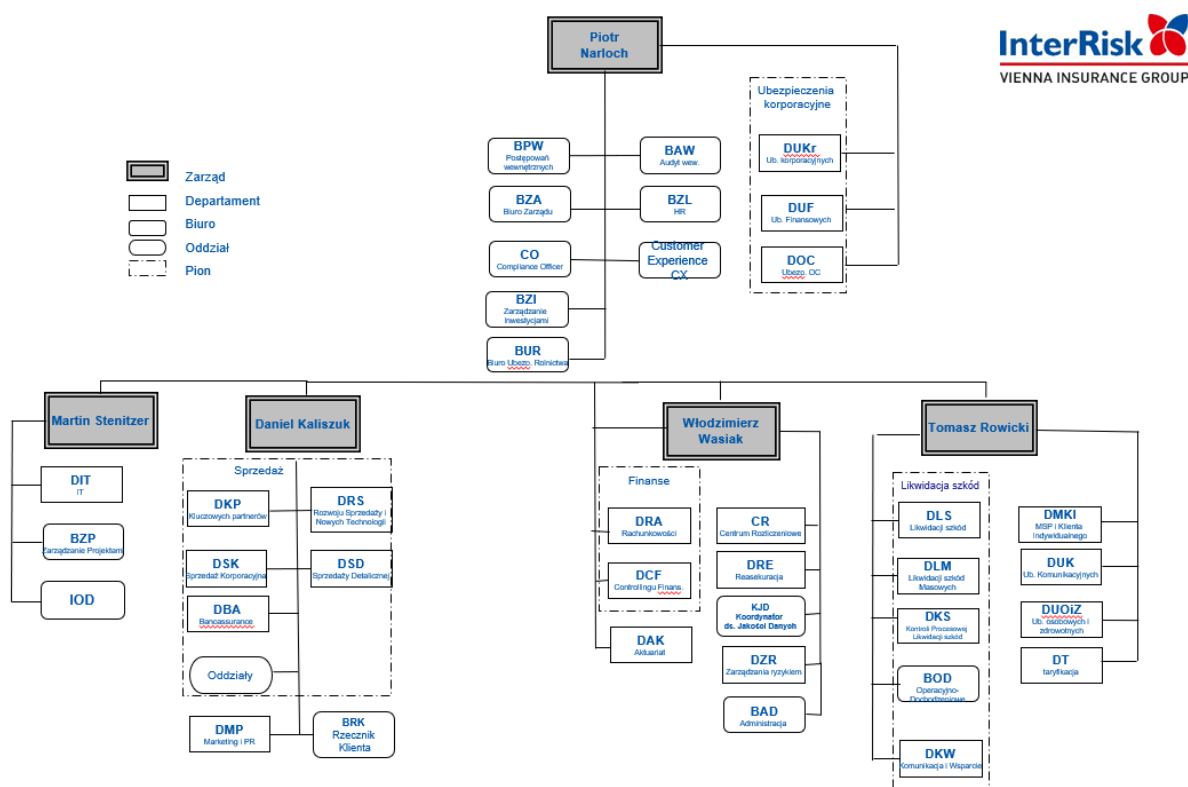 Piotr
Narloch
InterRisk
VIENNA INSURANCE GROUP
Ubezpieczenia
korporacyjne
BPW
Postępowań
wewnętrznych
BAW
Audyt wew.
DUKr
Ub. korporacyjnych
Zarząd
Departament
Biuro
Oddział
Pion
BZA
Biuro Zarządu
BZL
HR
DUF
Ub. Finansowych
CO
Compliance Officer
Customer
Experience
CX
DOC
Ubezp. OC
BZI
Zarządzanie
Inwestycjami
BUR
Biuro Ubezp. Rolnictwa
Martin Stenitzer
Daniel Kaliszuk
Włodzimierz
Wasiak
Tomasz Rowicki
DIT
IT
BZP
Zarządzanie Projektam
IOD
Sprzedaż
DKP
Kluczowych partnerów
DRS
Rozwoju Sprzedaży i
Nowych Technologii
DSK
Sprzedaż Korporacyjna
DSD
Sprzedaży Detalicznej
DBA
Bancassurance
Oddziały
DMP
Marketing i PR
BRK
Rzecznik
Klienta
Finanse
DRA
Rachunkowości
DCF
Controllingu Finans.
DAK
Aktuariat
CR
Centrum Rozliczeniowe
DRE
Reasekuracja
KJD
Koordynator
ds. Jakości Danych
DZR
Zarządzania ryzykiem
BAD
Administracja
Likwidacja szkód
DLS
Likwidacji szkód
DLM
Likwidacji szkód
Masowych
DKS
Kontroli Procesowej
Likwidacji szkód
BOD
Operacyjno-
Dochodzeniowe
DKW
Komunikacja i Wsparcie
DMKI
MSP i Klienta
Indywidualnego
DUK
Ub. Komunikacyjnych
DUOiZ
Ub. osobowych i
zdrowotnych
DT
taryfikacja